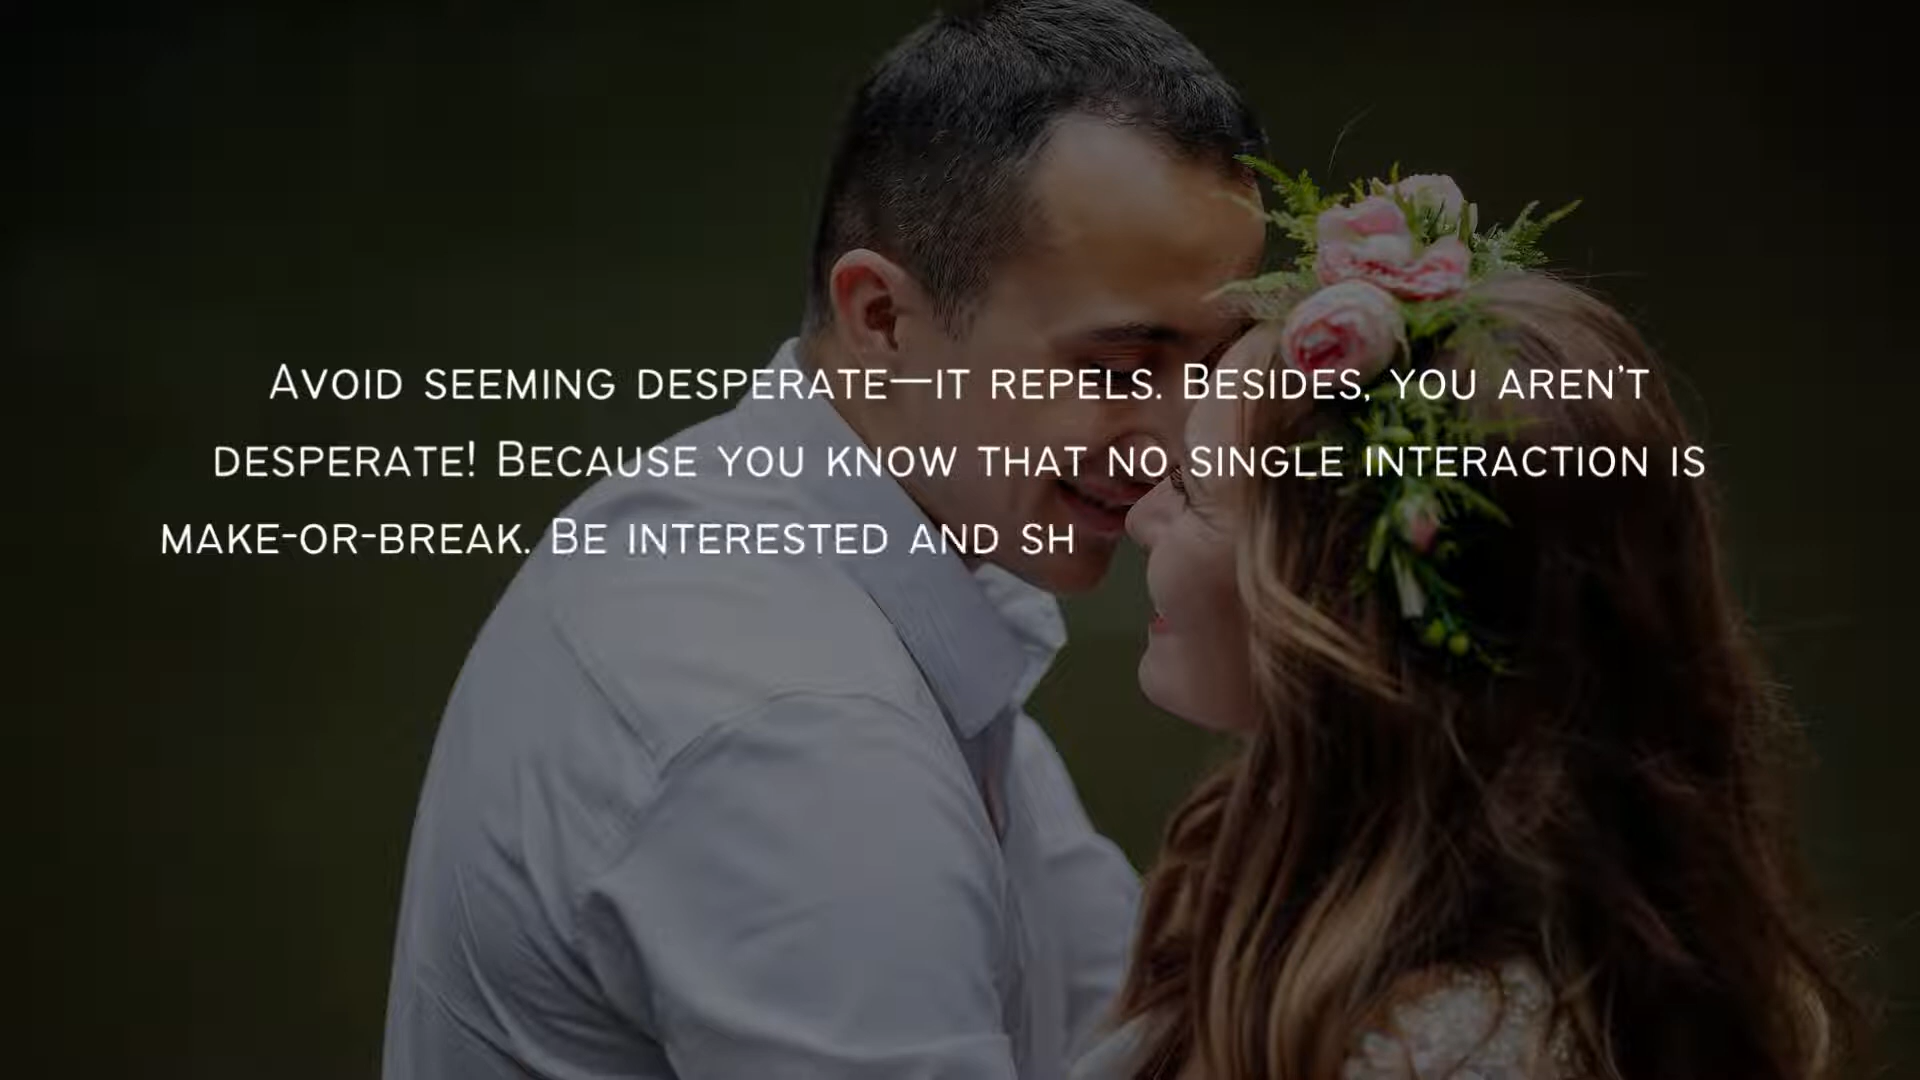 Avoid seeming desperate—it repels. Besides, you aren't
desperate! Because you know that no single interaction is
make-or-break. Be interested and sh